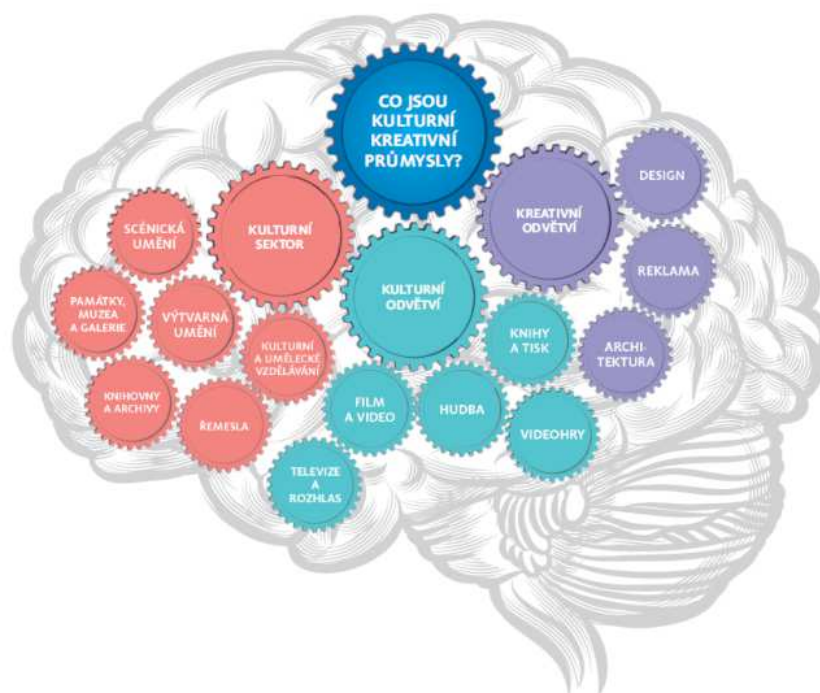 CO JSOU
KULTURNÍ
KREATIVNÍ
PRŮMYSLY?
KULTURNÍ
SEKTOR
SCÉNICKÁ
UMĚNÍ
PAMÁTKY,
MUZEA
A GALERIE
VÝTVARNÁ
UMĚNÍ
KULTURNÍ
A UMĚLECKÉ
VZDĚLÁVÁNÍ
KNIHOVNY
A ARCHIVY
ŘEMESLA
KULTURNÍ
ODVĚTVÍ
KNIHY
A TISK
FILM
A VIDEO
HUDBA
VIDEOHRY
TELEVIZE
A
ROZHLAS
KREATIVNÍ
ODVĚTVÍ
DESIGN
REKLAMA
ARCHI-
TEKTURA